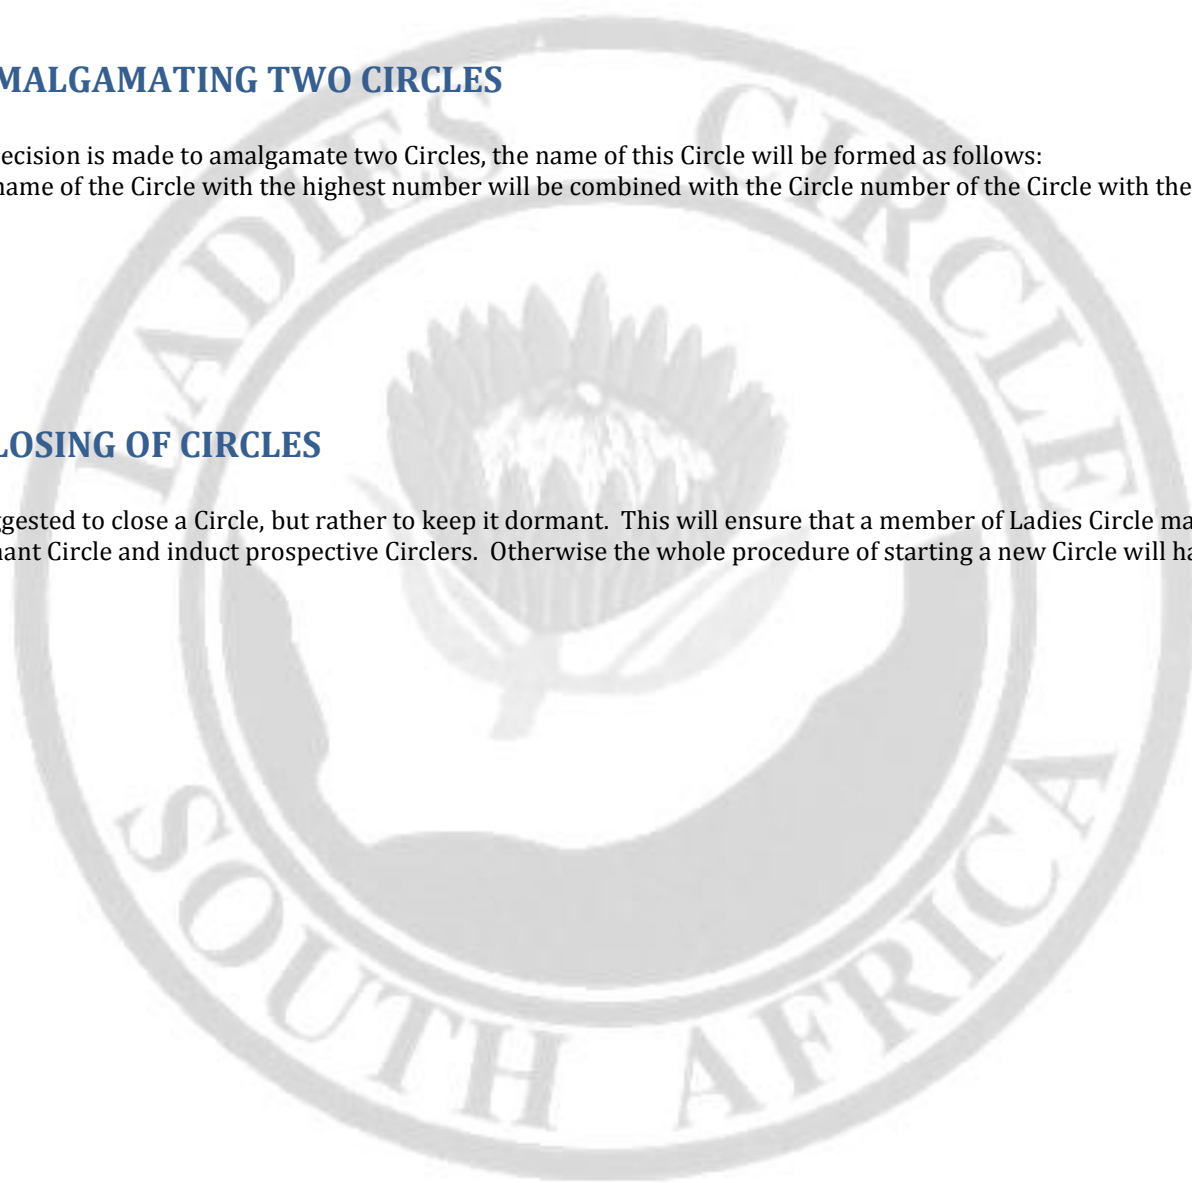 MALGAMATING TWO CIRCLES
ecision is made to amalgamate two Circles, the name of this Circle will be formed as follows:
name of the Circle with the highest number will be combined with the Circle number of the Circle with the
LOSING OF CIRCLES
ggested to close a Circle, but rather to keep it dormant.  This will ensure that a member of Ladies Circle ma
nant Circle and induct prospective Circlers.  Otherwise the whole procedure of starting a new Circle will ha
LADIES CIRCLE
SOUTH AFRICA